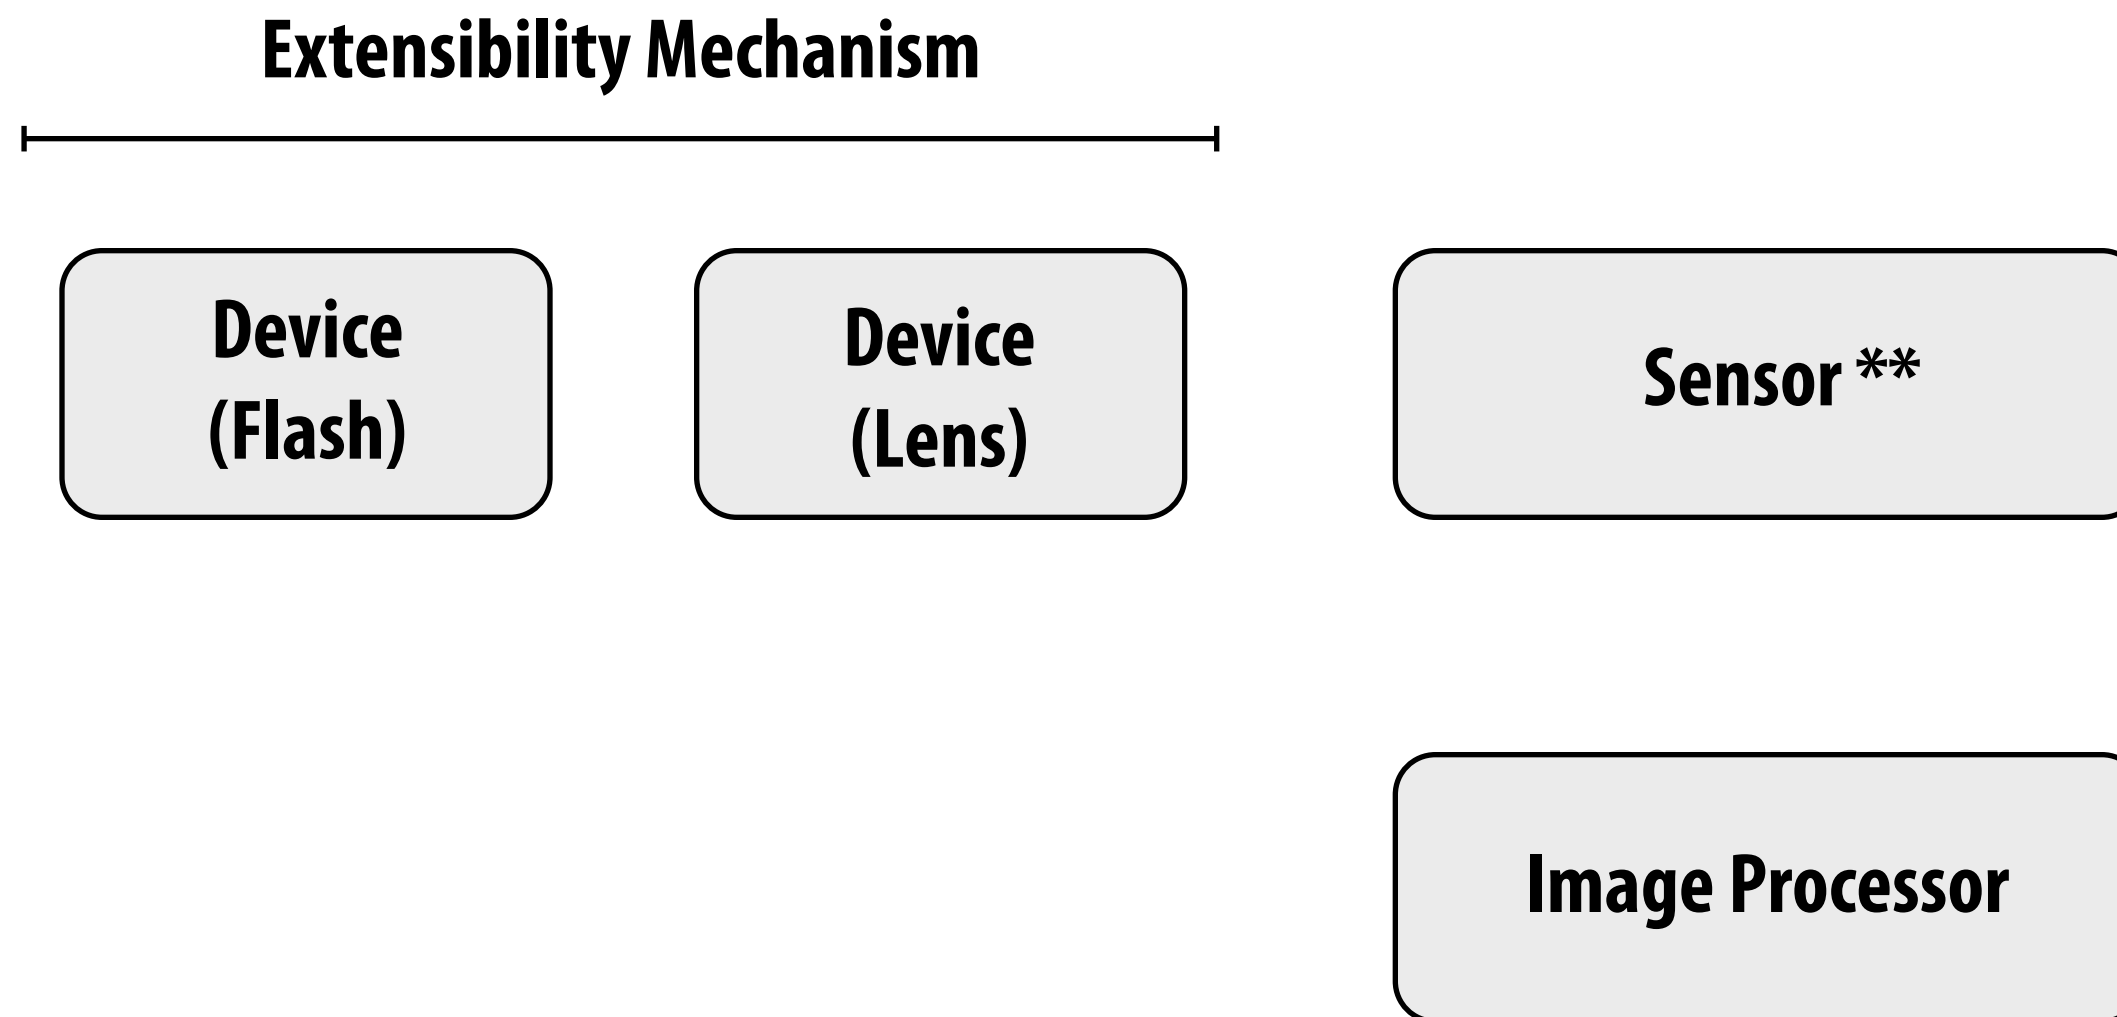 Extensibility Mechanism
Device
(Flash)
Device
(Lens)
Sensor **
Image Processor